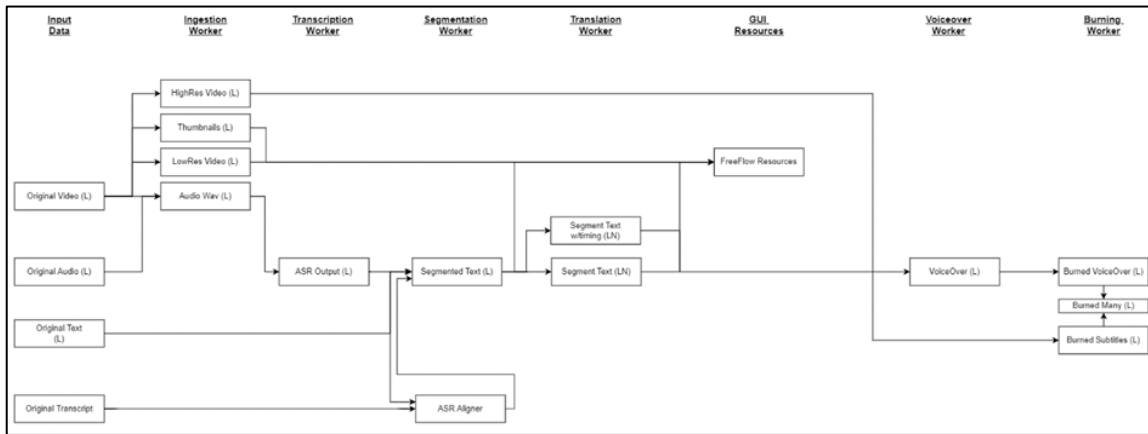 Input
Data
Ingestion
Worker
Transcription
Worker
Segmentation
Worker
Translation
Worker
GUI
Resources
Voiceover
Worker
Burning
Worker
HighRes Video (L)
Thumbnails (L)
LowRes Video (L)
FreeFlow Resources
Original Video (L)
Audio Wav (L)
Segment Text
w/timing (LN)
Original Audio (L)
ASR Output (L)
Segmented Text (L)
Segment Text (LN)
VoiceOver (L)
Burned VoiceOver (L)
Burned Many (L)
Original Text
(L)
Burned Subtitles (L)
Original Transcript
ASR Aligner